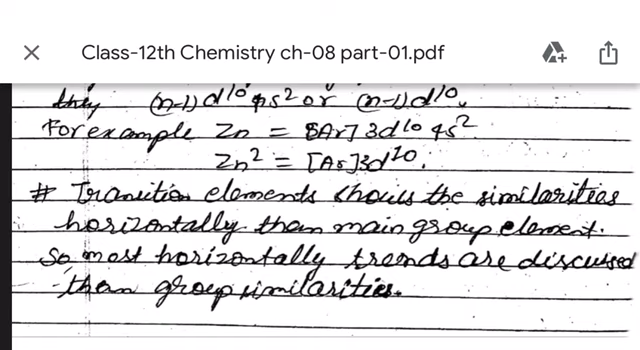 Class-12th Chemistry ch-08 part-01.pdf
they (n-1)d10 ns2 or (n-1)d10.
For example Zn = [Ar] 3d10 4s2
Zn2 = [Ar]3d10.
# Transition elements shows the similarities
horizontally than main group element.
So most horizontally trends are discussed
than group similarities.